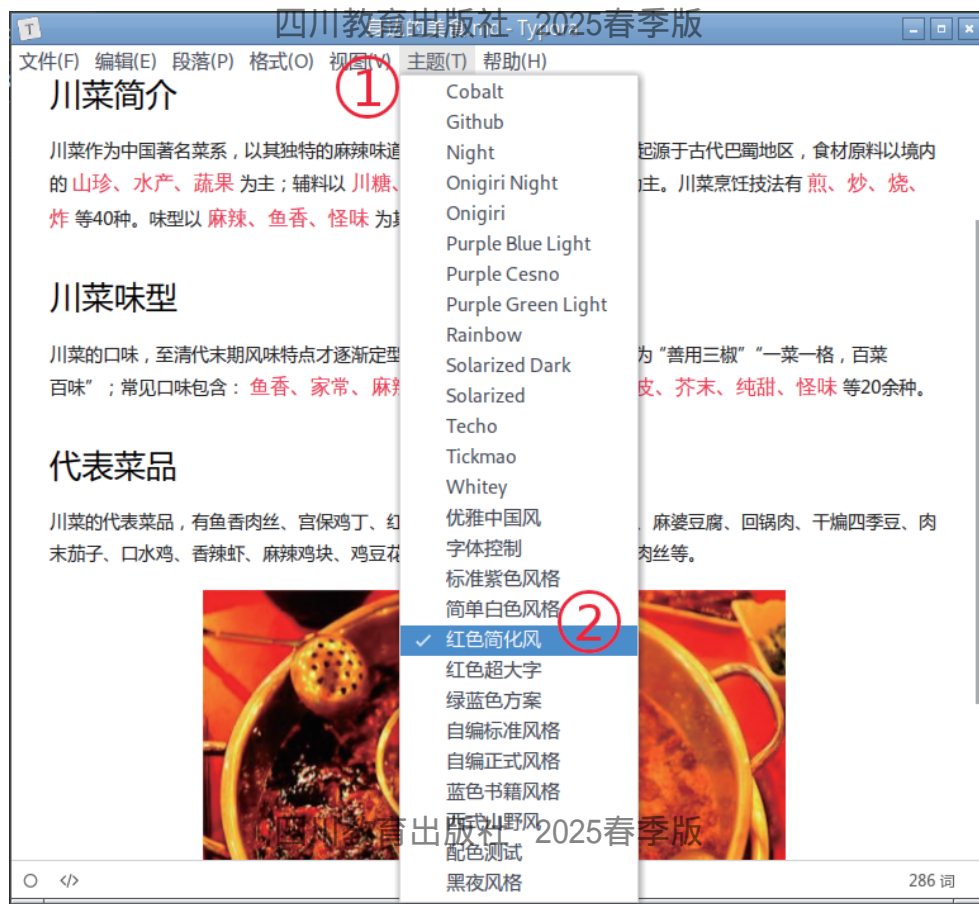 四川教育出版社 2025春季版
的美食.md - Typora
文件(F) 编辑(E) 段落(P) 格式(O) 视图(V) 主题(T) 帮助(H)
①
川菜简介
川菜作为中国著名菜系，以其独特的麻辣味道 起源于古代巴蜀地区，食材原料以境内
的 山珍、水产、蔬果 为主；辅料以 川糖、 主。川菜烹饪技法有 煎、炒、烧、
炸 等40种。味型以 麻辣、鱼香、怪味 为其
川菜味型
川菜的口味，至清代末期风味特点才逐渐定型 为“善用三椒”“一菜一格，百菜
百味”；常见口味包含： 鱼香、家常、麻辣 皮、芥末、纯甜、怪味 等20余种。
代表菜品
川菜的代表菜品，有鱼香肉丝、宫保鸡丁、红 、麻婆豆腐、回锅肉、干煸四季豆、肉
末茄子、口水鸡、香辣虾、麻辣鸡块、鸡豆花 肉丝等。
Cobalt
Github
Night
Onigiri Night
Onigiri
Purple Blue Light
Purple Cesno
Purple Green Light
Rainbow
Solarized Dark
Solarized
Techo
Tickmao
Whitey
优雅中国风
字体控制
标准紫色风格
简单白色风格
②
红色简化风
红色超大字
绿蓝色方案
自编标准风格
自编正式风格
蓝色书籍风格
西式山野风
四川教育出版社 2025春季版
配色测试
黑夜风格
</> 286 词